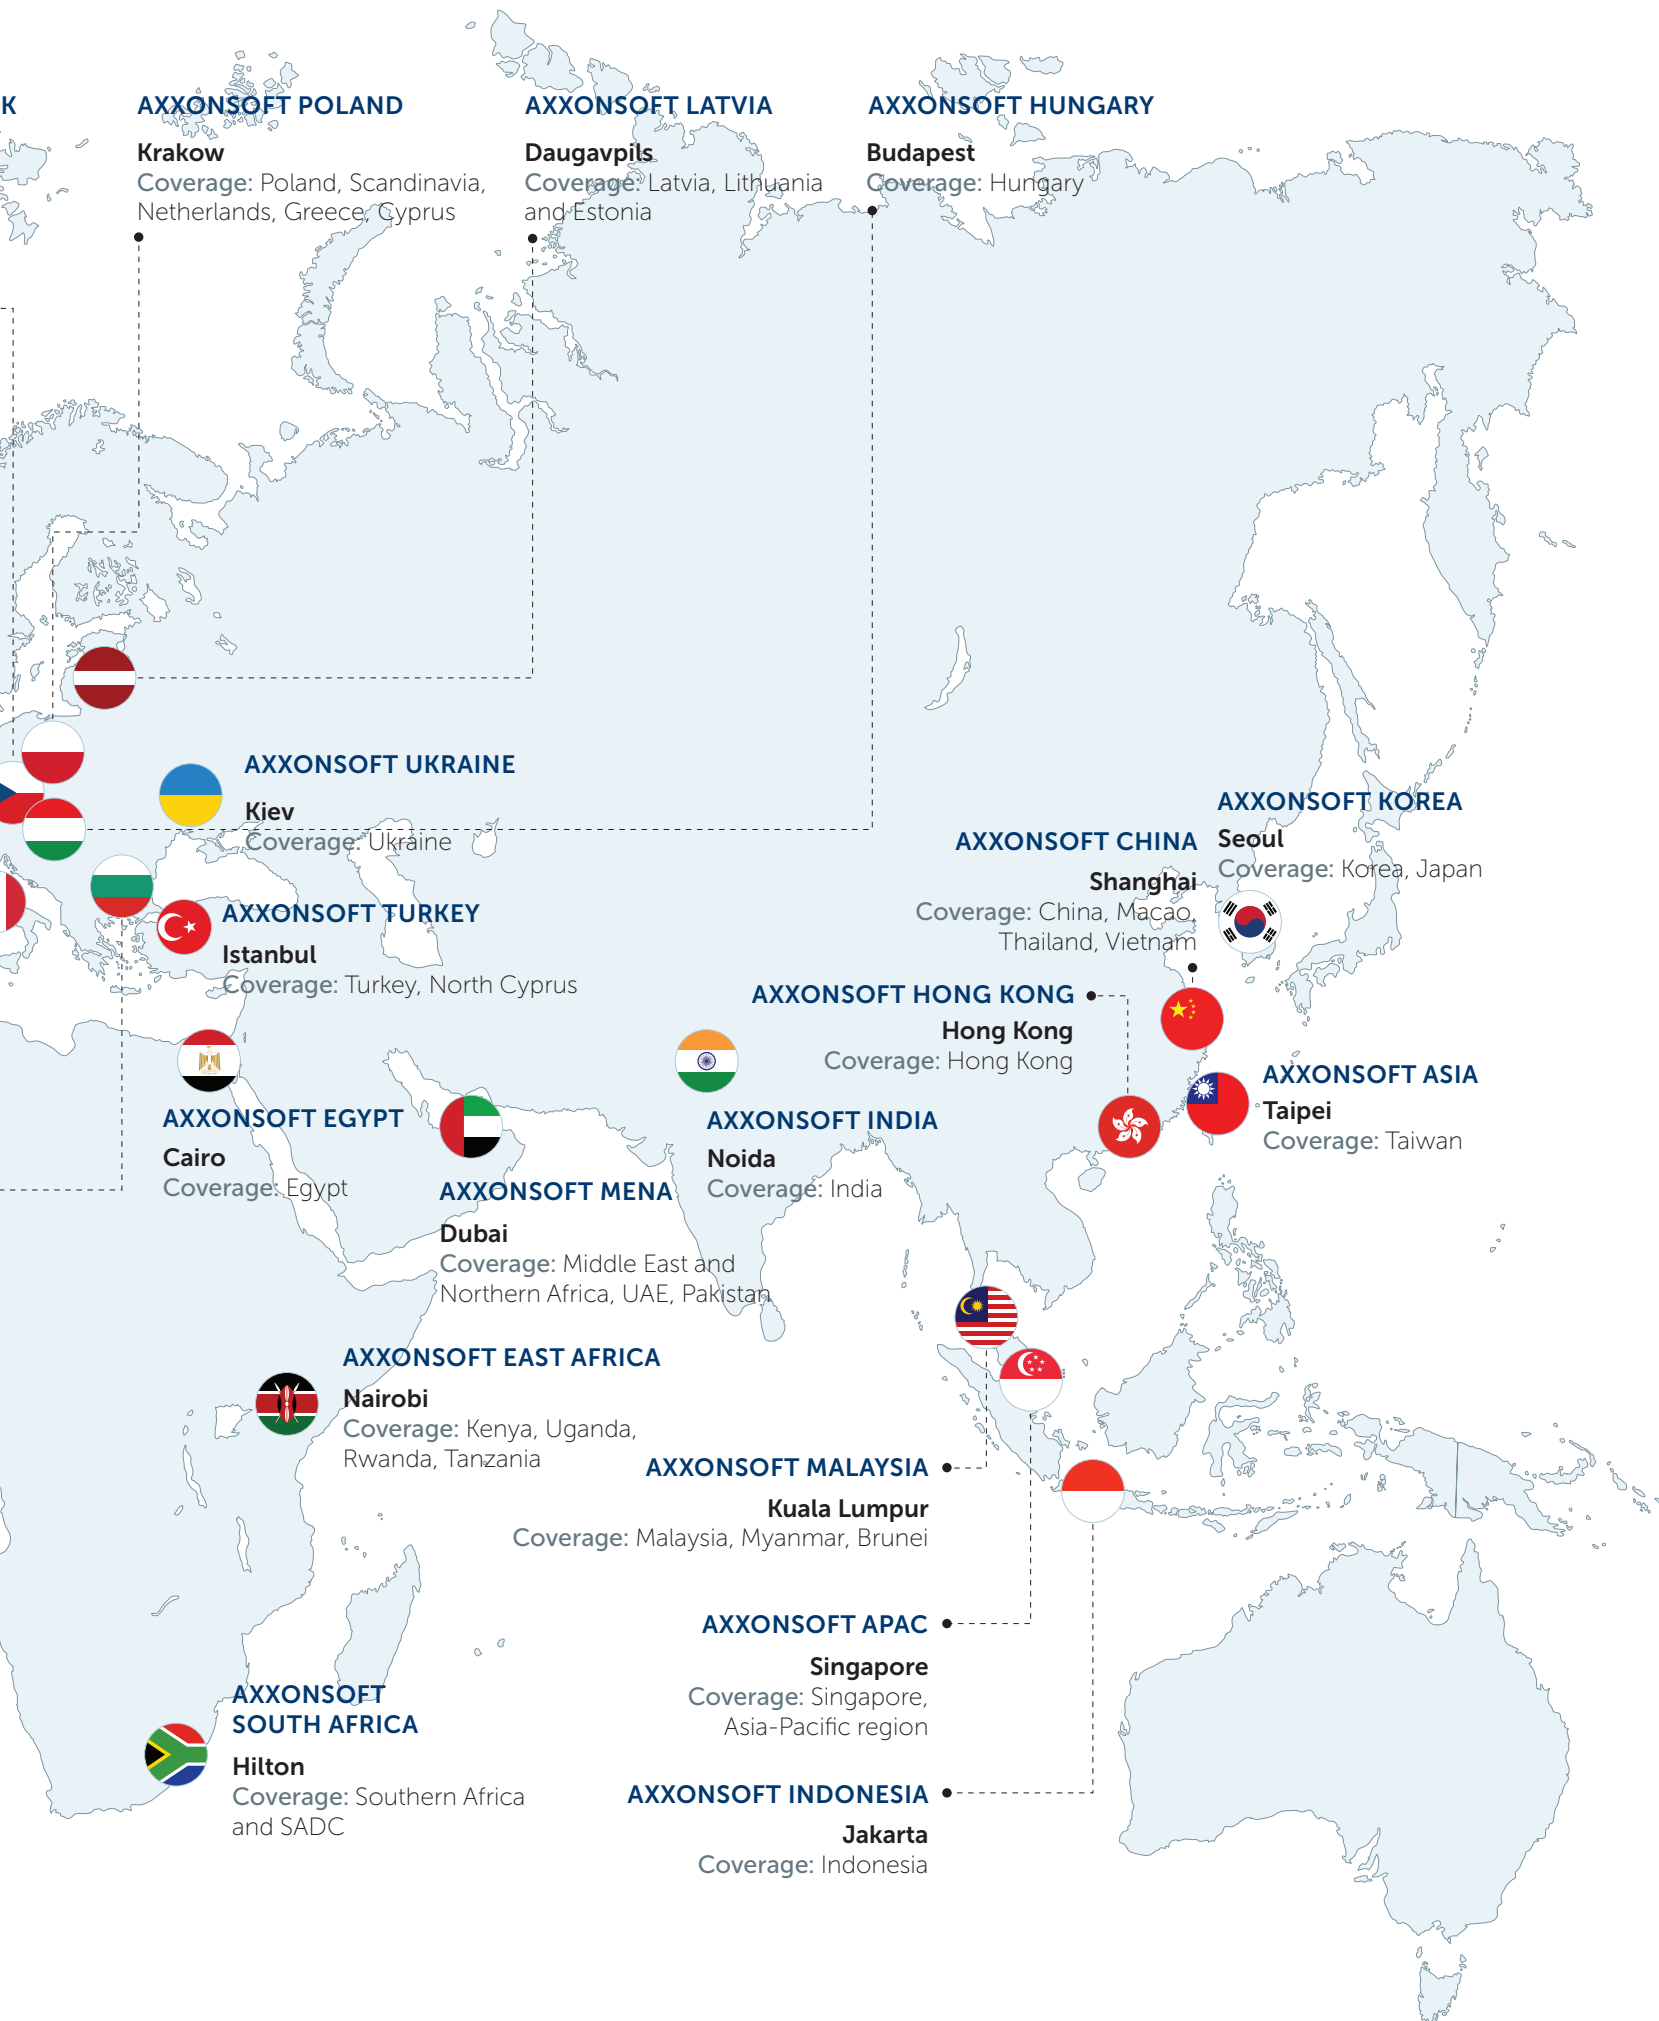 K
AXXONSOFT POLAND
Krakow
Coverage: Poland, Scandinavia,
Netherlands, Greece, Cyprus
AXXONSOFT LATVIA
Daugavpils
Coverage: Latvia, Lithuania
and Estonia
AXXONSOFT HUNGARY
Budapest
Coverage: Hungary
AXXONSOFT UKRAINE
Kiev
Coverage: Ukraine
AXXONSOFT TURKEY
Istanbul
Coverage: Turkey, North Cyprus
AXXONSOFT KOREA
Seoul
Coverage: Korea, Japan
AXXONSOFT CHINA
Shanghai
Coverage: China, Macao,
Thailand, Vietnam
AXXONSOFT HONG KONG
Hong Kong
Coverage: Hong Kong
AXXONSOFT ASIA
Taipei
Coverage: Taiwan
AXXONSOFT EGYPT
Cairo
Coverage: Egypt
AXXONSOFT MENA
Dubai
Coverage: Middle East and
Northern Africa, UAE, Pakistan
AXXONSOFT INDIA
Noida
Coverage: India
AXXONSOFT EAST AFRICA
Nairobi
Coverage: Kenya, Uganda,
Rwanda, Tanzania
AXXONSOFT MALAYSIA
Kuala Lumpur
Coverage: Malaysia, Myanmar, Brunei
AXXONSOFT APAC
Singapore
Coverage: Singapore,
Asia-Pacific region
AXXONSOFT
SOUTH AFRICA
Hilton
Coverage: Southern Africa
and SADC
AXXONSOFT INDONESIA
Jakarta
Coverage: Indonesia